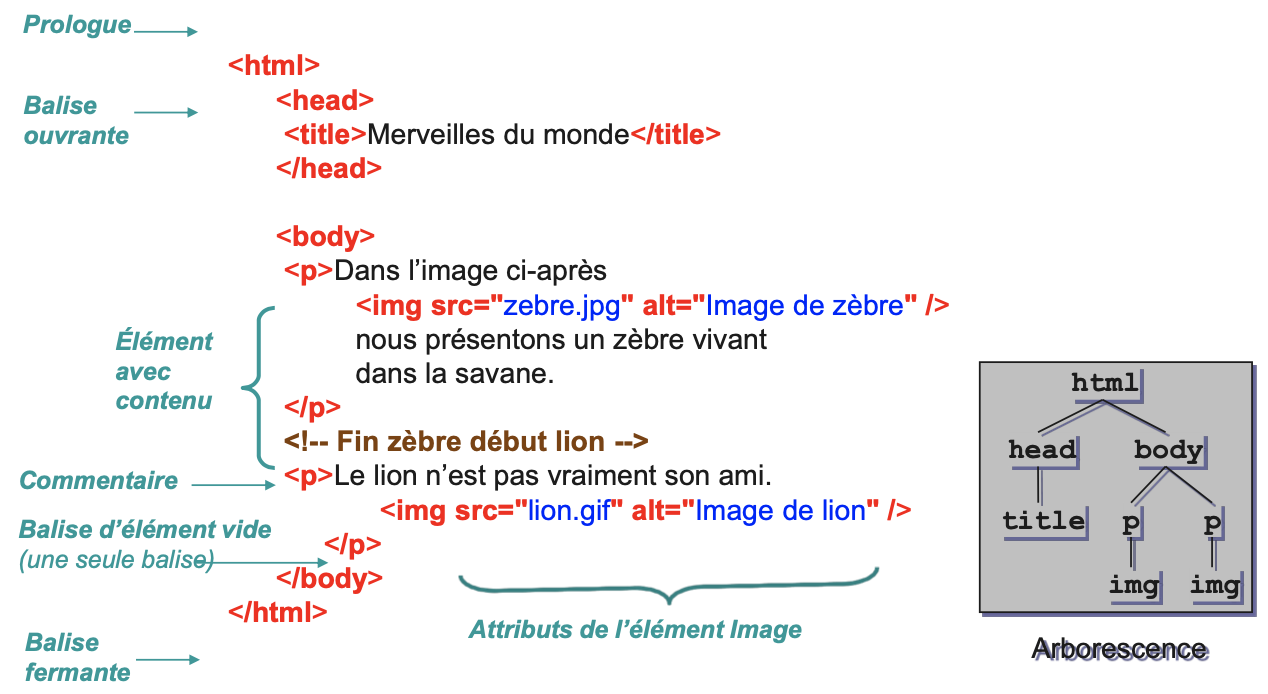 Prologue
<html>
Balise
ouvrante
<head>
<title>Merveilles du monde</title>
</head>
<body>
<p>Dans l’image ci-après
<img src="zebre.jpg" alt="Image de zèbre" />
nous présentons un zèbre vivant
dans la savane.
</p>
Élément
avec
contenu
<!-- Fin zèbre début lion -->
Commentaire
<p>Le lion n’est pas vraiment son ami.
<img src="lion.gif" alt="Image de lion" />
Balise d’élément vide
(une seule balise)
</p>
</body>
</html>
Attributs de l’élément Image
Balise
fermante
html
head body
title p p
img img
Arborescence